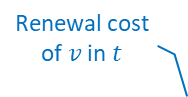 Renewal cost
of 𝑣 in 𝑡